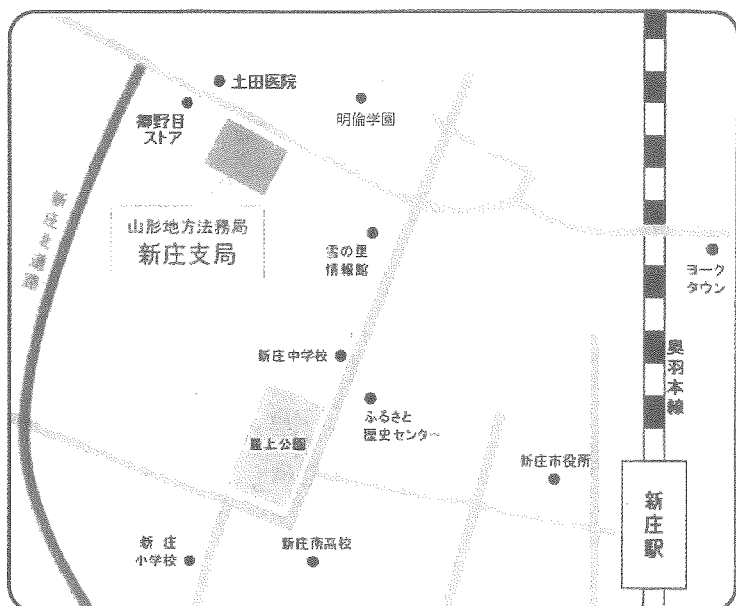 土田医院
御野目
ストア
明倫学園
山形地方法務局
新庄支局
雪の里
情報館
ヨーク
タウン
新庄中学校
奥羽本線
ふるさと
歴史センター
最上公園
新庄市役所
新庄駅
新庄
小学校
新庄南高校